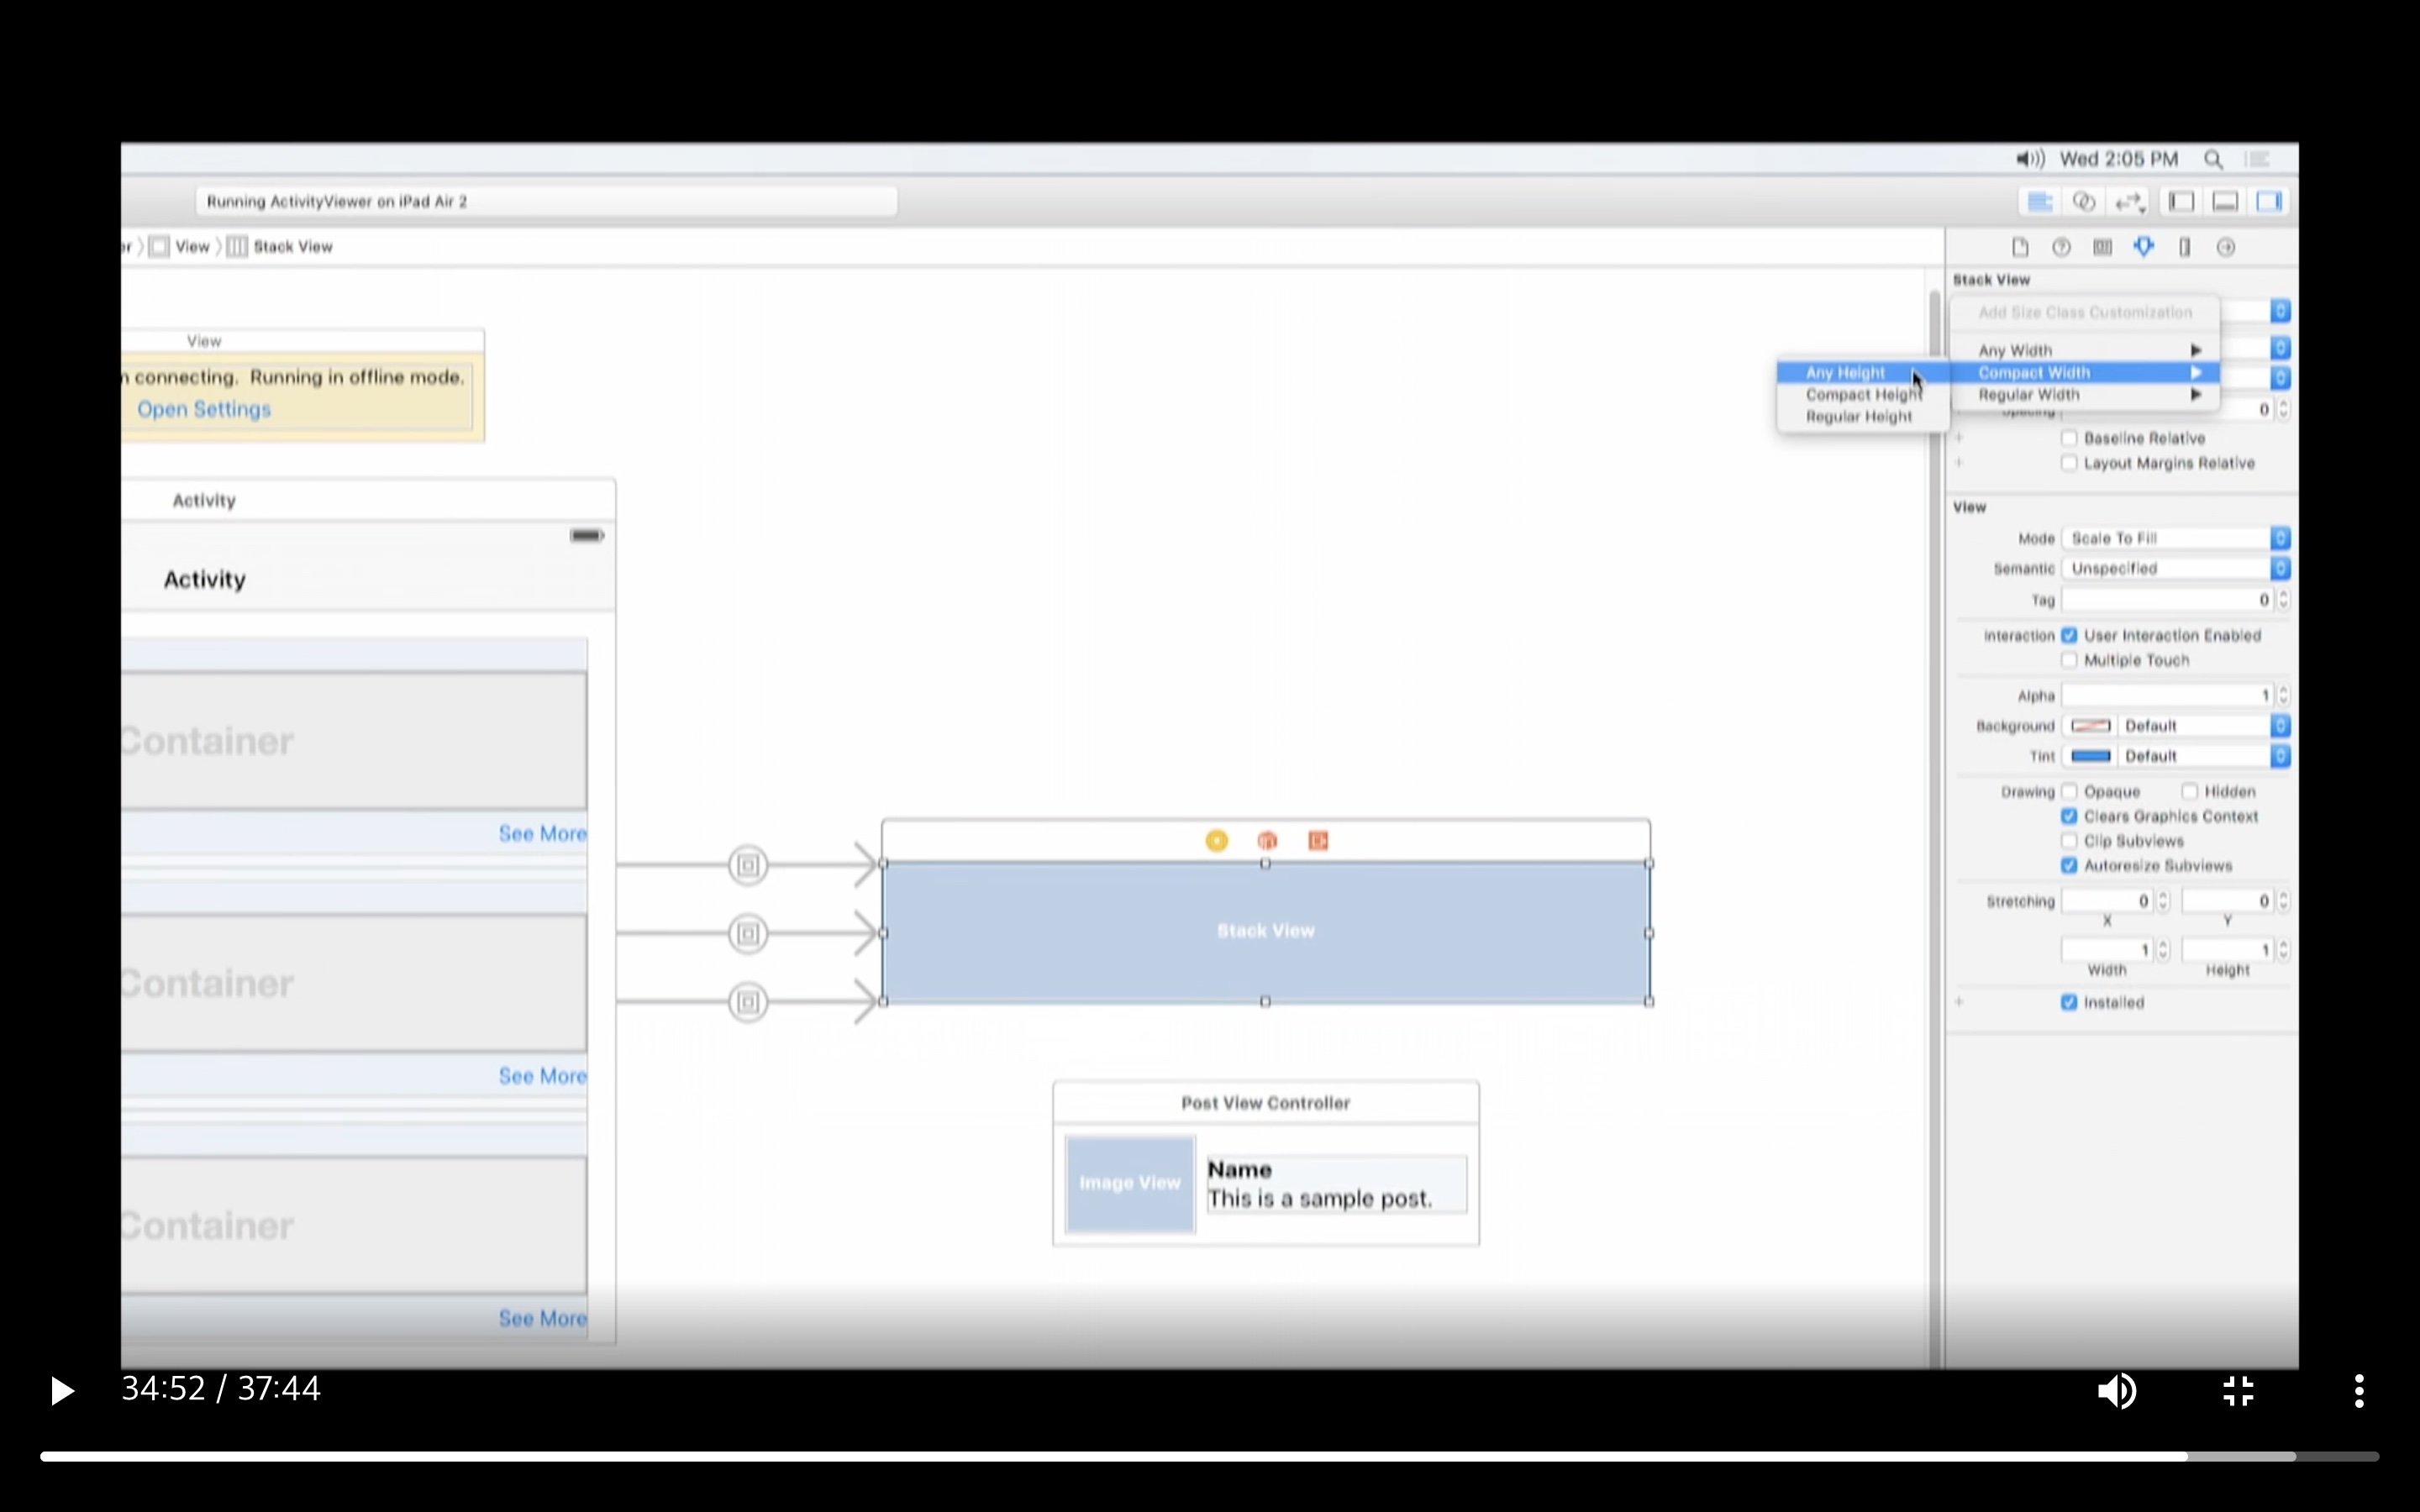 Wed 2:05 PM
Running ActivityViewer on iPad Air 2
er
View
Stack View
Stack View
Add Size Class Customization
Any Width
Compact Width
Regular Width
Any Height
Compact Height
Regular Height
Spacing
0
Baseline Relative
Layout Margins Relative
View
n connecting. Running in offline mode.
Open Settings
Activity
Activity
Container
See More
Container
See More
Container
See More
Stack View
Post View Controller
Image View
Name
This is a sample post.
View
Mode Scale To Fill
Semantic Unspecified
Tag 0
Interaction User Interaction Enabled
Multiple Touch
Alpha 1
Background Default
Tint Default
Drawing Opaque Hidden
Clears Graphics Context
Clip Subviews
Autoresize Subviews
Stretching 0 0
X Y
1 1
Width Height
Installed
34:52 / 37:44